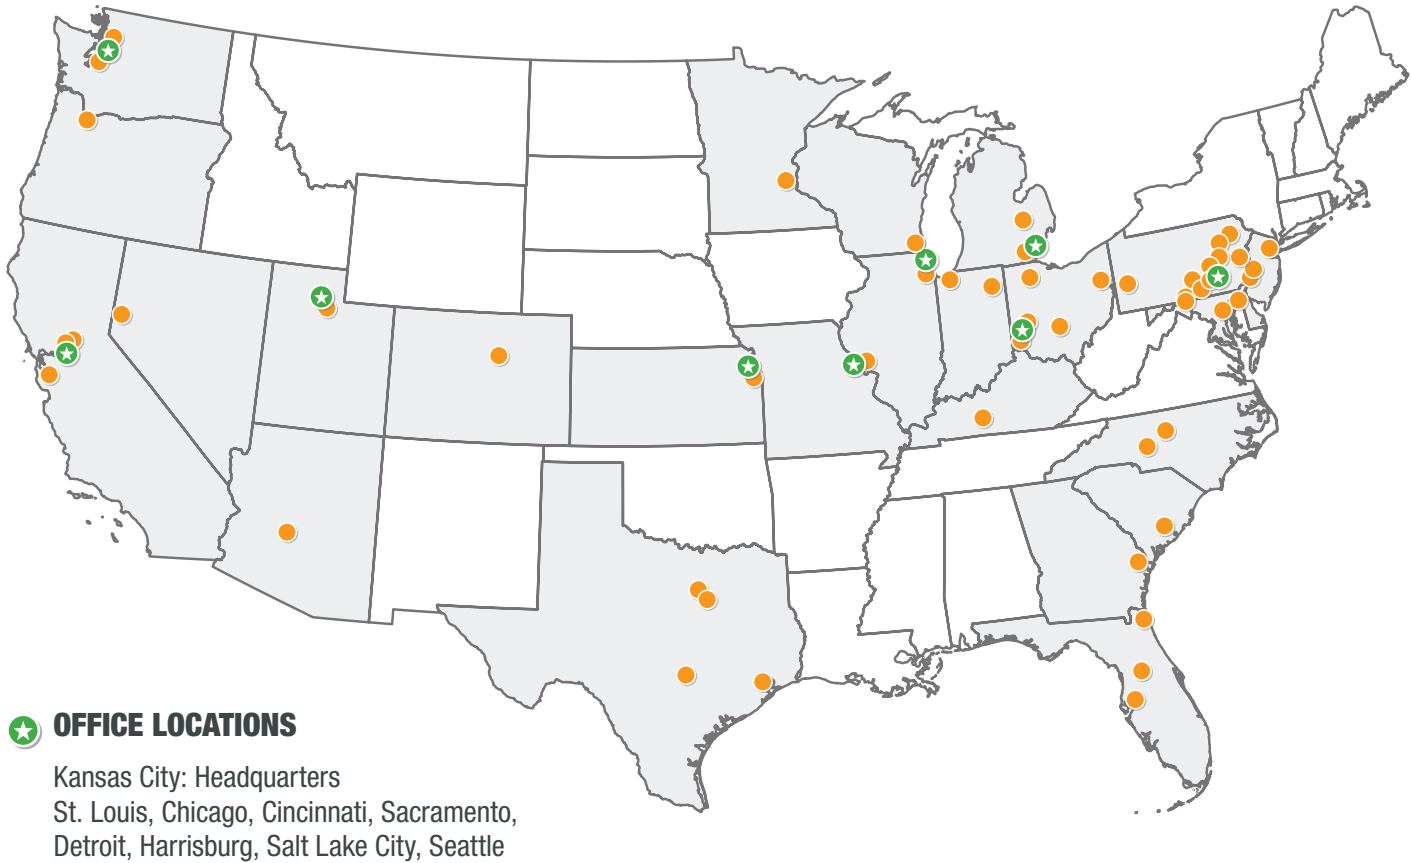 OFFICE LOCATIONS
Kansas City: Headquarters
St. Louis, Chicago, Cincinnati, Sacramento,
Detroit, Harrisburg, Salt Lake City, Seattle